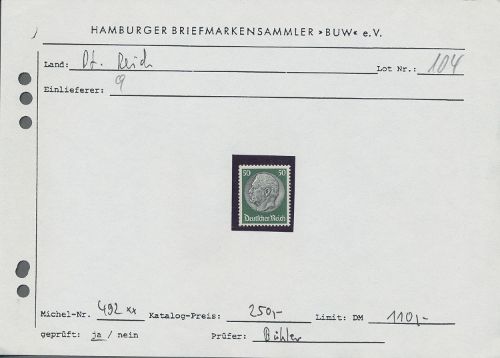 HAMBURGER BRIEFMARKENSAMMLER »BUW« e.V.
Land: Dt. Reich Lot Nr.: 104
Einlieferer: 9
50 50
Deutsches Reich
Michel-Nr. 492 xx Katalog-Preis: 250,- Limit: DM 110,-
geprüft: ja / nein Prüfer: Bühler